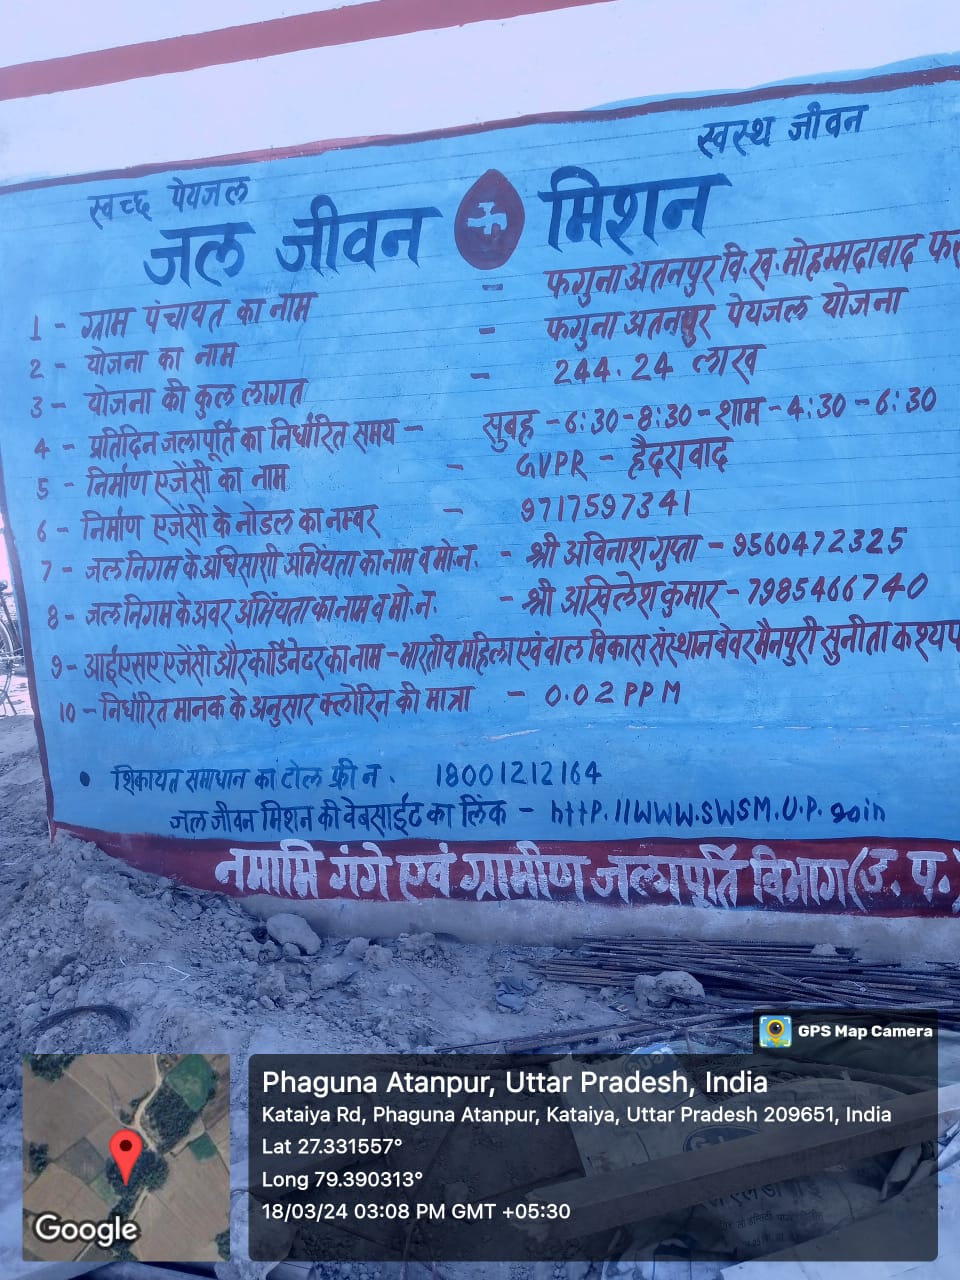 स्वच्छ पेयजल
स्वस्थ जीवन
जल जीवन मिशन
1 - ग्राम पंचायत का नाम - फगुना अतनपुर वि.ख. मोहम्मदाबाद
2 - योजना का नाम - फगुना अतनपुर पेयजल योजना
3 - योजना की कुल लागत - 244.24 लाख
4 - प्रतिदिन जलापूर्ति का निर्धारित समय - सुबह - 6:30-8:30 - शाम - 4:30 - 6:30
5 - निर्माण एजेंसी का नाम - GVPR - हैदरावाद
6 - निर्माण एजेंसी के नोडल का नम्बर - 9717597341
7 - जल निगम के अधिसाशी अभियंता का नाम व मो.न. - श्री अविनाश गुप्ता - 9560472325
8 - जल निगम के अवर अभियंता का नाम व मो.न. - श्री अखिलेश कुमार - 7985466740
9 - आईएसए एजेंसी और कार्डिनेटर का नाम - भारतीय महिला एवं वाल विकास संस्थान बेवर मैनपुरी सुनीता कश्यप
10 - निर्धारित मानक के अनुसार क्लोरिन की मात्रा - 0.02 PPM
• शिकायत समाधान का टोल फ्री न. 18001212164
जल जीवन मिशन की वेबसाईट का लिंक - httP.//WWW.SWSM.U.P. goin
नमामि गंगे एवं ग्रामीण जलापूर्ति विभाग (उ. प.)
GPS Map Camera
Phaguna Atanpur, Uttar Pradesh, India
Kataiya Rd, Phaguna Atanpur, Kataiya, Uttar Pradesh 209651, India
Lat 27.331557°
Long 79.390313°
18/03/24 03:08 PM GMT +05:30
Google